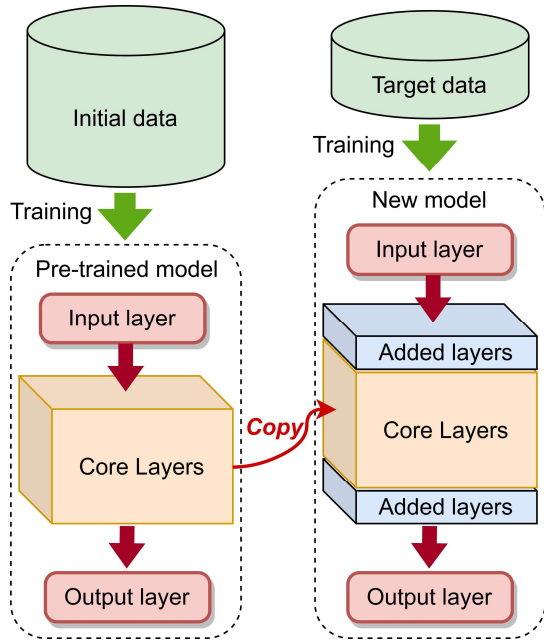 Initial data
Training
Pre-trained model
Input layer
Core Layers
Output layer
Copy
Target data
Training
New model
Input layer
Added layers
Core Layers
Added layers
Output layer